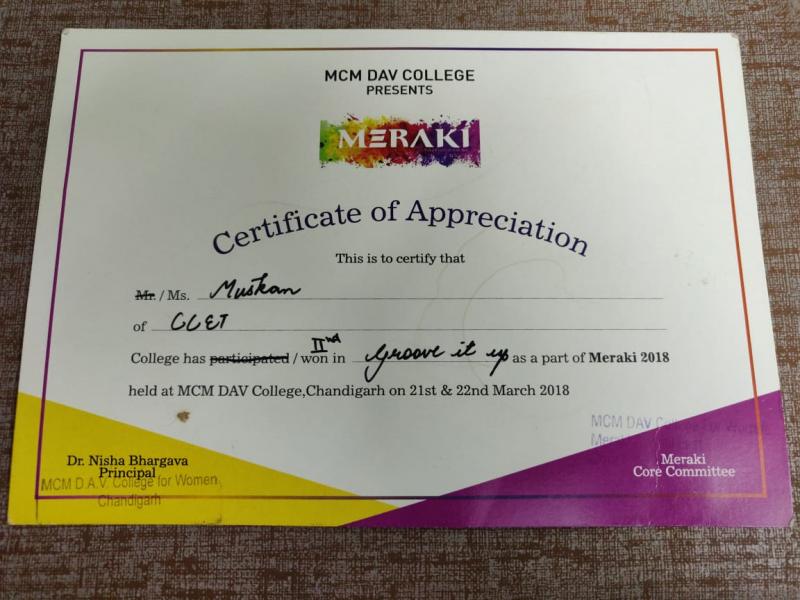 MCM DAV COLLEGE
PRESENTS
MERAKI
Certificate of Appreciation
This is to certify that
Mr. / Ms. Muskan
of CCET
College has participated / won IInd in Groove it up as a part of Meraki 2018
held at MCM DAV College,Chandigarh on 21st & 22nd March 2018
Dr. Nisha Bhargava
Principal
MCM D.A.V. College for Women
Chandigarh
MCM DAV
Meraki
Core Committee